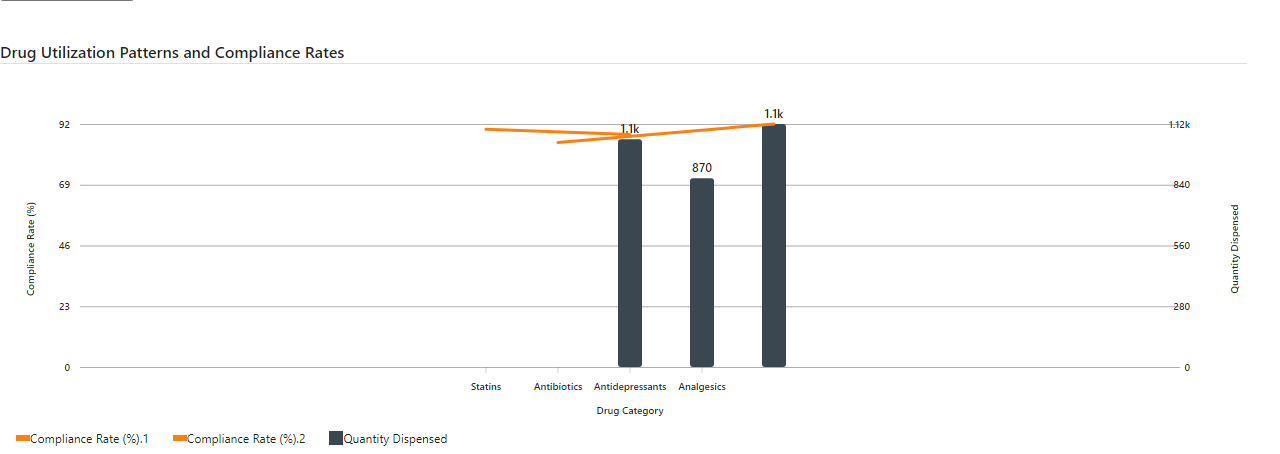 Drug Utilization Patterns and Compliance Rates
1.1k
1.1k
870
92
69
46
23
0
1.12k
840
560
280
0
Compliance Rate (%)
Quantity Dispensed
Statins
Antibiotics
Antidepressants
Analgesics
Drug Category
Compliance Rate (%).1
Compliance Rate (%).2
Quantity Dispensed